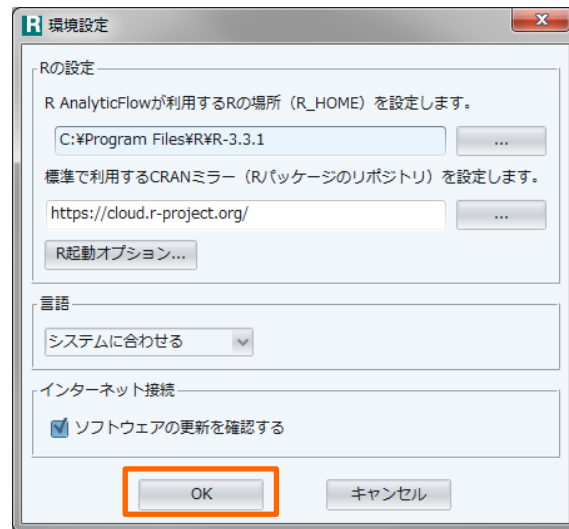 R 環境設定
Rの設定
R AnalyticFlowが利用するRの場所（R_HOME）を設定します。
C:¥Program Files¥R¥R-3.3.1
...
標準で利用するCRANミラー（Rパッケージのリポジトリ）を設定します。
https://cloud.r-project.org/
...
R起動オプション...
言語
システムに合わせる
インターネット接続
ソフトウェアの更新を確認する
OK
キャンセル